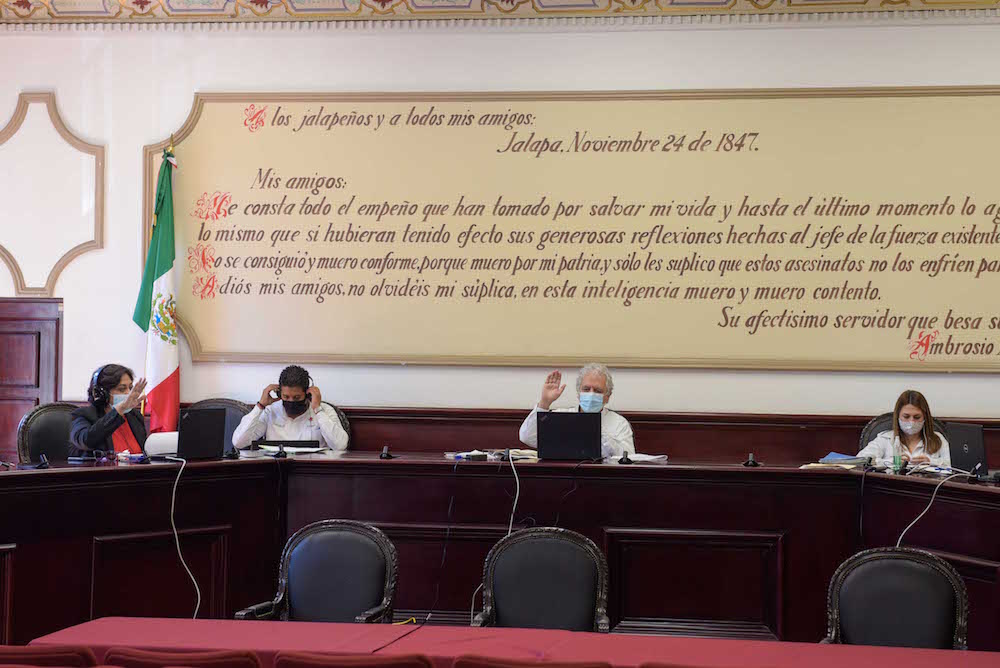 A los jalapeños y a todos mis amigos:
Jalapa, Noviembre 24 de 1847.
Mis amigos:
Me consta todo el empeño que han tomado por salvar mi vida y hasta el último momento lo
lo mismo que si hubieran tenido efecto sus generosas reflexiones hechas al jefe de la fuerza existente
No se consiguió y muero conforme, porque muero por mi patria, y sólo les suplico que estos asesinatos no los enfríen
Adiós mis amigos, no olvidéis mi súplica, en esta inteligencia muero y muero contento.
Su afectísimo servidor que besa
Ambrosio